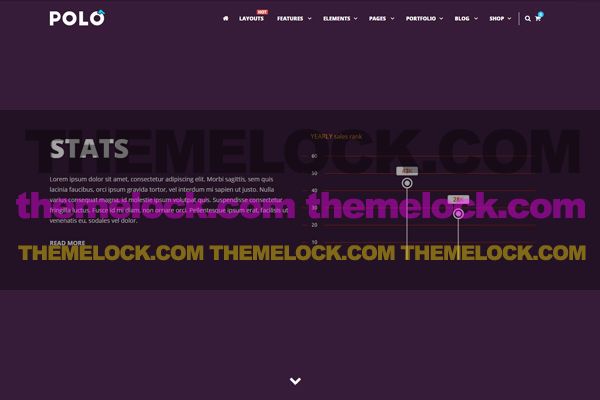 POLO
HOT
LAYOUTS FEATURES ELEMENTS PAGES PORTFOLIO BLOG SHOP
THEMELOCK.COM
STATS
YEARLY sales rank
60
50
40
30
20
10
28K
Lorem ipsum dolor sit amet, consectetur adipiscing elit. Morbi sagittis, sem quis
lacinia faucibus, orci ipsum gravida tortor, vel interdum mi sapien ut justo. Nulla
varius consequat magna, id molestie ipsum volutpat quis. Suspendisse consectetur
fringilla luctus. Fusce id mi diam, non ornare orci. Pellentesque ipsum erat, facilisis ut
venenatis eu, sodales vel dolor.
themelock.com themelock.com
READ MORE
THEMELOCK.COM THEMELOCK.COM THEMELOCK.COM